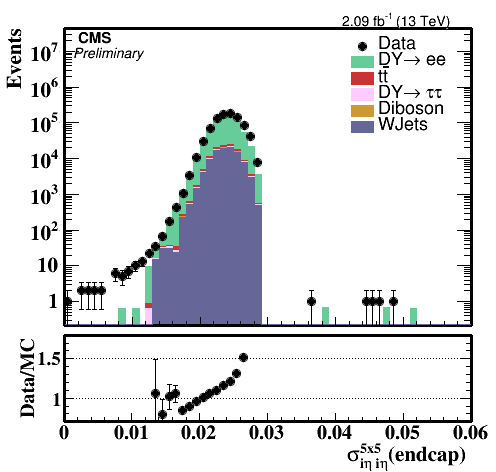 2.09 fb⁻¹ (13 TeV)
CMS
Preliminary
Events
Data
DY→ ee
tt̄
DY→ ττ
Diboson
WJets
10⁷
10⁶
10⁵
10⁴
10³
10²
10
1
Data/MC
1.5
1
0 0.01 0.02 0.03 0.04 0.05 0.06
σ^{5x5}_{iη iη}(endcap)